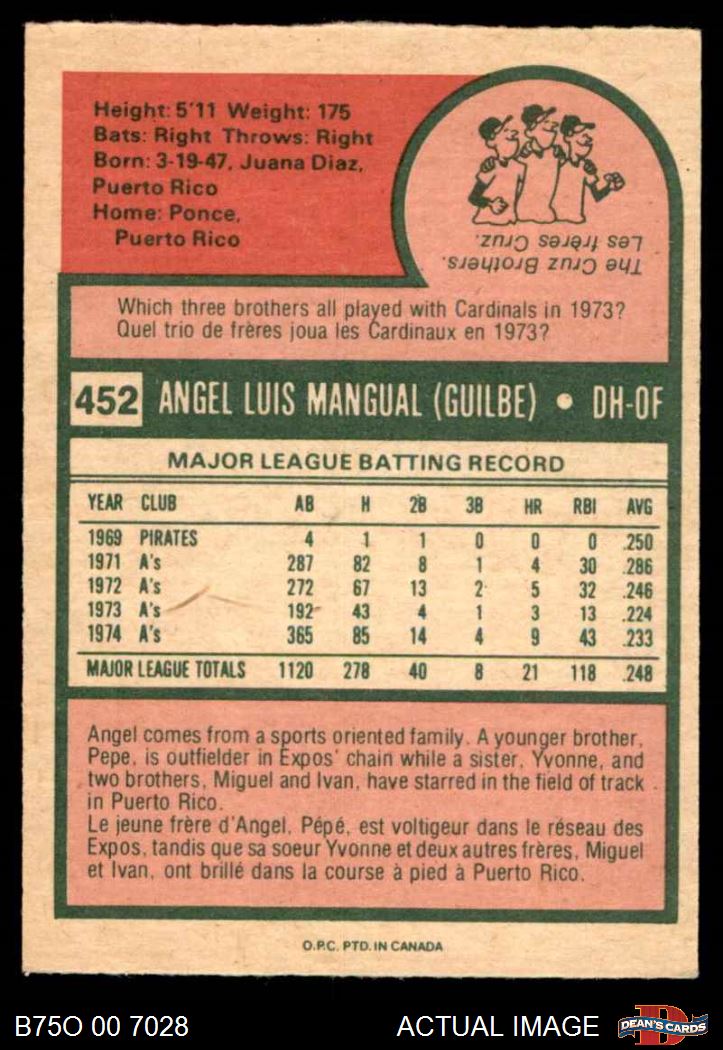 Height: 5'11 Weight: 175
Bats: Right Throws: Right
Born: 3-19-47, Juana Diaz,
Puerto Rico
Home: Ponce,
Puerto Rico
The Cruz Brothers.
Les frères Cruz.
Which three brothers all played with Cardinals in 1973?
Quel trio de frères joua les Cardinaux en 1973?
452 ANGEL LUIS MANGUAL (GUILBE) • DH-OF
MAJOR LEAGUE BATTING RECORD
YEAR CLUB AB H 2B 3B HR RBI AVG
1969 PIRATES 4 1 1 0 0 0 .250
1971 A's 287 82 8 1 4 30 .286
1972 A's 272 67 13 2 5 32 .246
1973 A's 192 43 4 1 3 13 .224
1974 A's 365 85 14 4 9 43 .233
MAJOR LEAGUE TOTALS 1120 278 40 8 21 118 .248
Angel comes from a sports oriented family. A younger brother,
Pepe, is outfielder in Expos' chain while a sister, Yvonne, and
two brothers, Miguel and Ivan, have starred in the field of track
in Puerto Rico.
Le jeune frère d'Angel, Pépé, est voltigeur dans le réseau des
Expos, tandis que sa soeur Yvonne et deux autres frères, Miguel
et Ivan, ont brillé dans la course à pied à Puerto Rico.
O.P.C. PTD. IN CANADA
B75O 00 7028
ACTUAL IMAGE
D
DEAN'S CARDS